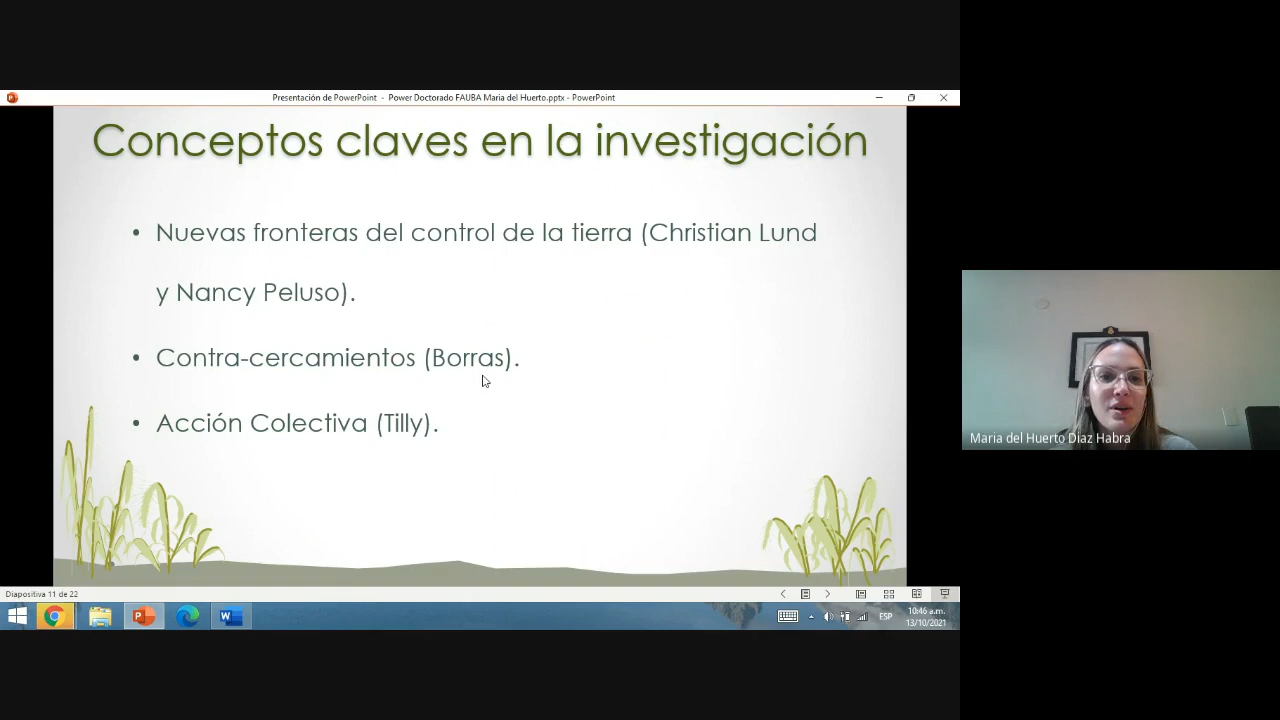 Presentación de PowerPoint - Power Doctorado FAUBA Maria del Huerto.pptx - PowerPoint
Conceptos claves en la investigación
• Nuevas fronteras del control de la tierra (Christian Lund
y Nancy Peluso).
• Contra-cercamientos (Borras).
• Acción Colectiva (Tilly).
Maria del Huerto Diaz Habra
Diapositiva 11 de 22
ESP
10:46 a.m.
13/10/2021